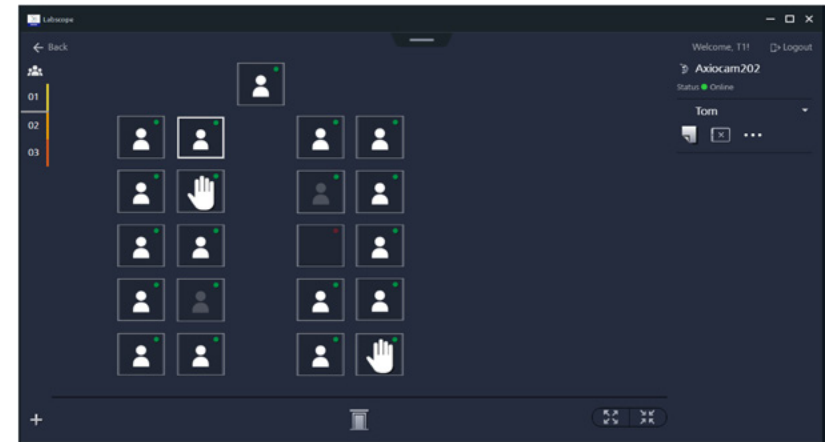 Labscope
Back
Welcome, T1!
Logout
Axiocam202
01
Status Online
Tom
02
03